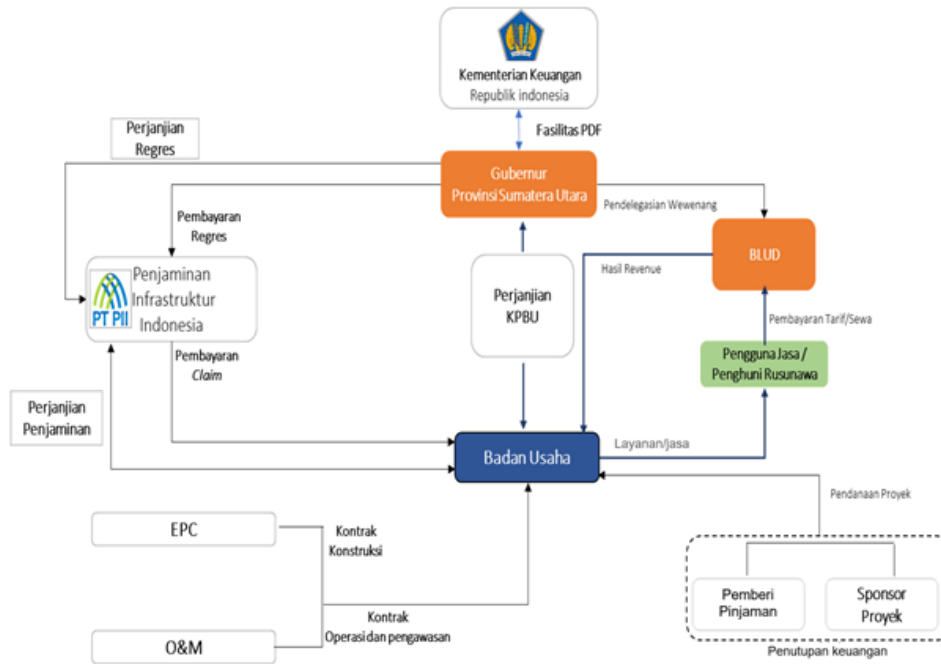 Kementerian Keuangan
Republik indonesia
Fasilitas PDF
Perjanjian
Regres
Gubernur
Provinsi Sumatera Utara
Pendelegasian Wewenang
Pembayaran
Regres
BLUD
Hasil Revenue
PT PII
Penjaminan
Infrastruktur
Indonesia
Perjanjian
KPBU
Pembayaran Tarif/Sewa
Pengguna Jasa /
Penghuni Rusunawa
Pembayaran
Claim
Perjanjian
Penjaminan
Badan Usaha
Layanan/jasa
Pendanaan Proyek
EPC
Kontrak
Konstruksi
Pemberi
Pinjaman
Sponsor
Proyek
Kontrak
Operasi dan pengawasan
O&M
Penutupan keuangan